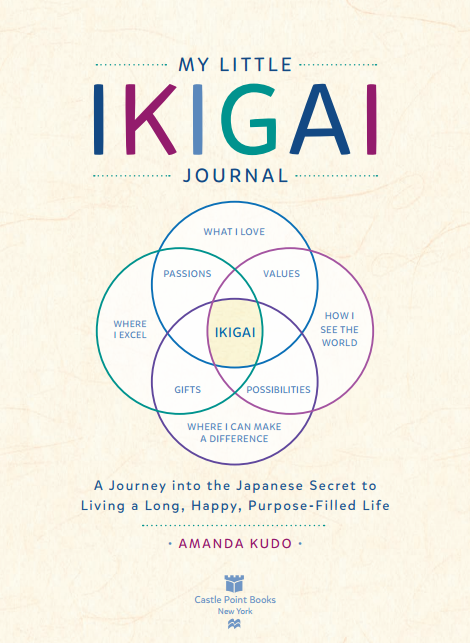 MY LITTLE
IKIGAI
JOURNAL
WHAT I LOVE
PASSIONS
VALUES
WHERE
I EXCEL
IKIGAI
HOW I
SEE THE
WORLD
GIFTS
POSSIBILITIES
WHERE I CAN MAKE
A DIFFERENCE
A Journey into the Japanese Secret to
Living a Long, Happy, Purpose-Filled Life
• AMANDA KUDO •
Castle Point Books
New York